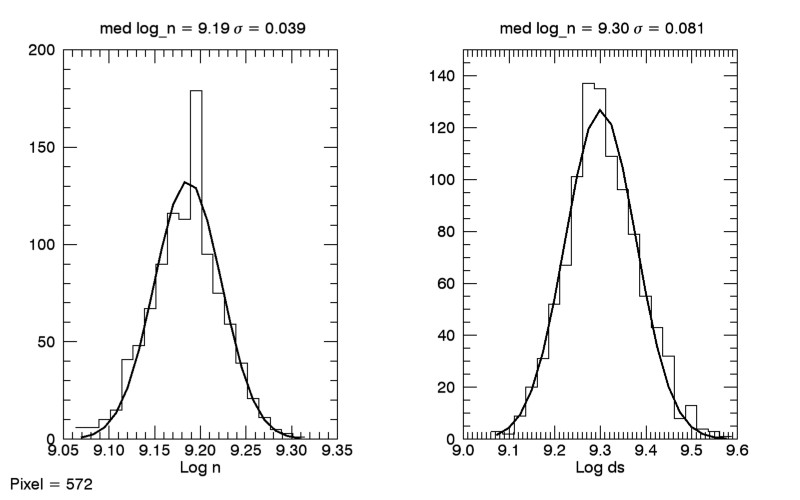 med log_n = 9.19 σ = 0.039
med log_n = 9.30 σ = 0.081
200
150
100
50
0
9.05 9.10 9.15 9.20 9.25 9.30 9.35
Log n
140
120
100
80
60
40
20
0
9.0 9.1 9.2 9.3 9.4 9.5 9.6
Log ds
Pixel = 572